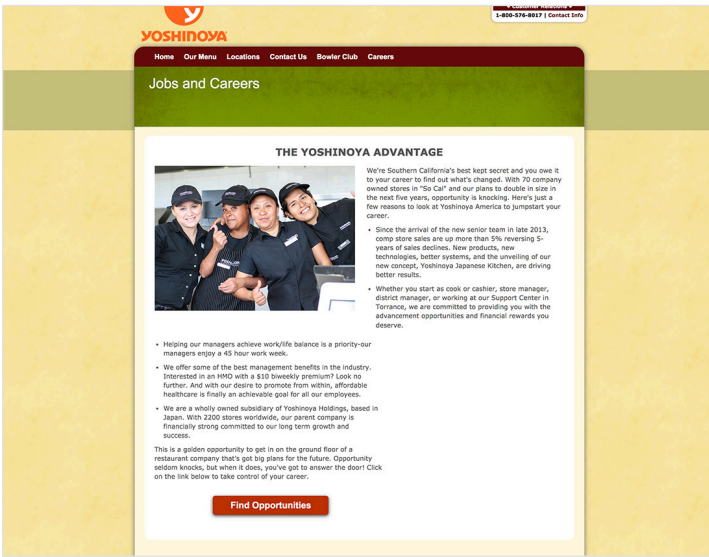 YOSHINOYA
Customer Relations
1-800-576-8017 | Contact Info
Home Our Menu Locations Contact Us Bowler Club Careers
Jobs and Careers
THE YOSHINOYA ADVANTAGE
We're Southern California's best kept secret and you owe it
to your career to find out what's changed. With 70 company
owned stores in "So Cal" and our plans to double in size in
the next five years, opportunity is knocking. Here's just a
few reasons to look at Yoshinoya America to jumpstart your
career.
• Since the arrival of the new senior team in late 2013,
comp store sales are up more than 5% reversing 5-
years of sales declines. New products, new
technologies, better systems, and the unveiling of our
new concept, Yoshinoya Japanese Kitchen, are driving
better results.
• Whether you start as cook or cashier, store manager,
district manager, or working at our Support Center in
Torrance, we are committed to providing you with the
advancement opportunities and financial rewards you
deserve.
• Helping our managers achieve work/life balance is a priority-our
managers enjoy a 45 hour work week.
• We offer some of the best management benefits in the industry.
Interested in an HMO with a $10 biweekly premium? Look no
further. And with our desire to promote from within, affordable
healthcare is finally an achievable goal for all our employees.
• We are a wholly owned subsidiary of Yoshinoya Holdings, based in
Japan. With 2200 stores worldwide, our parent company is
financially strong committed to our long term growth and
success.
This is a golden opportunity to get in on the ground floor of a
restaurant company that's got big plans for the future. Opportunity
seldom knocks, but when it does, you've got to answer the door! Click
on the link below to take control of your career.
Find Opportunities